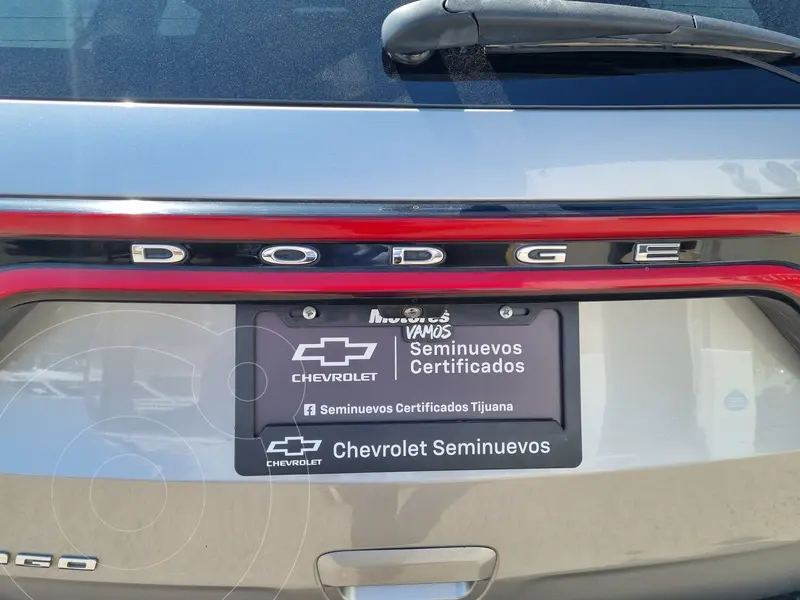 DODGE
Motores
VAMOS
CHEVROLET
Seminuevos
Certificados
Seminuevos Certificados Tijuana
CHEVROLET
Chevrolet Seminuevos